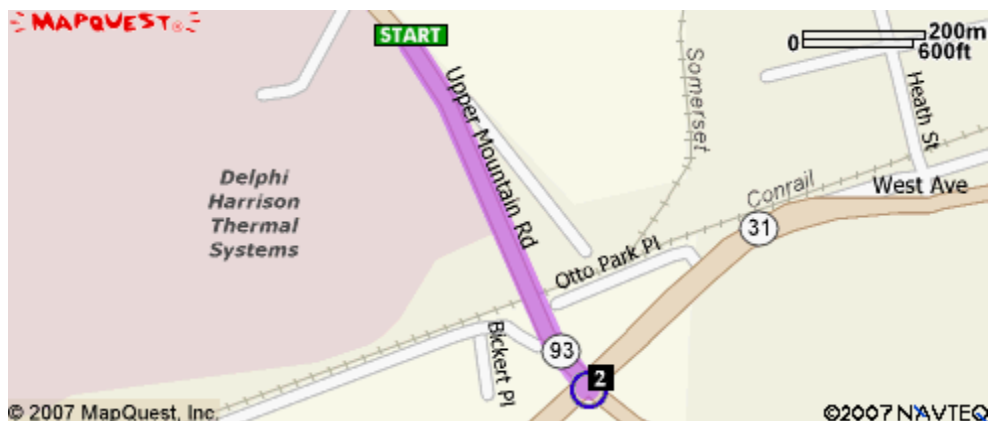 MAPQUEST®
START
200m
0
600ft
Upper Mountain Rd
Somerset
Heath St
Delphi
Harrison
Thermal
Systems
Conrail
West Ave
31
Otto Park Pl
Bickert Pl
93
2
© 2007 MapQuest, Inc.
©2007 NAVTEQ